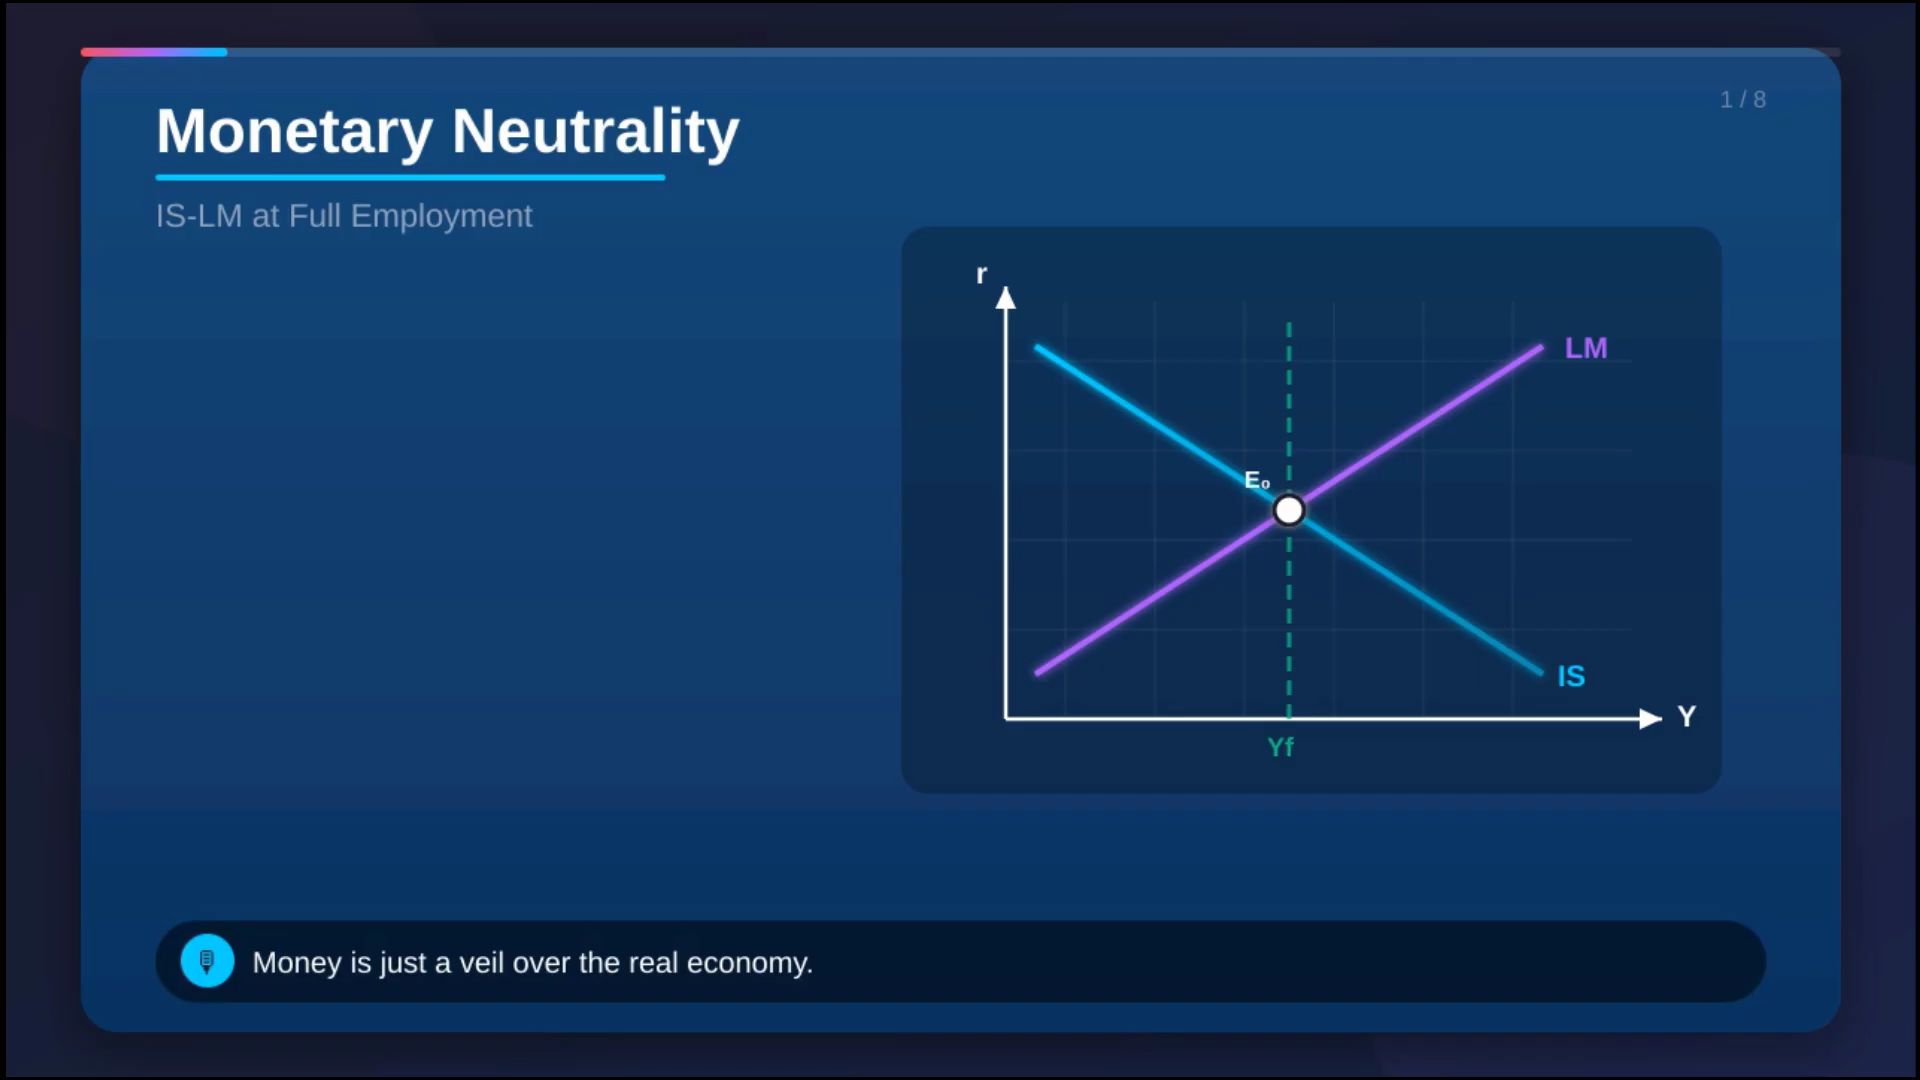 1 / 8
Monetary Neutrality
IS-LM at Full Employment
r
LM
E₀
IS
Y
Yf
Money is just a veil over the real economy.